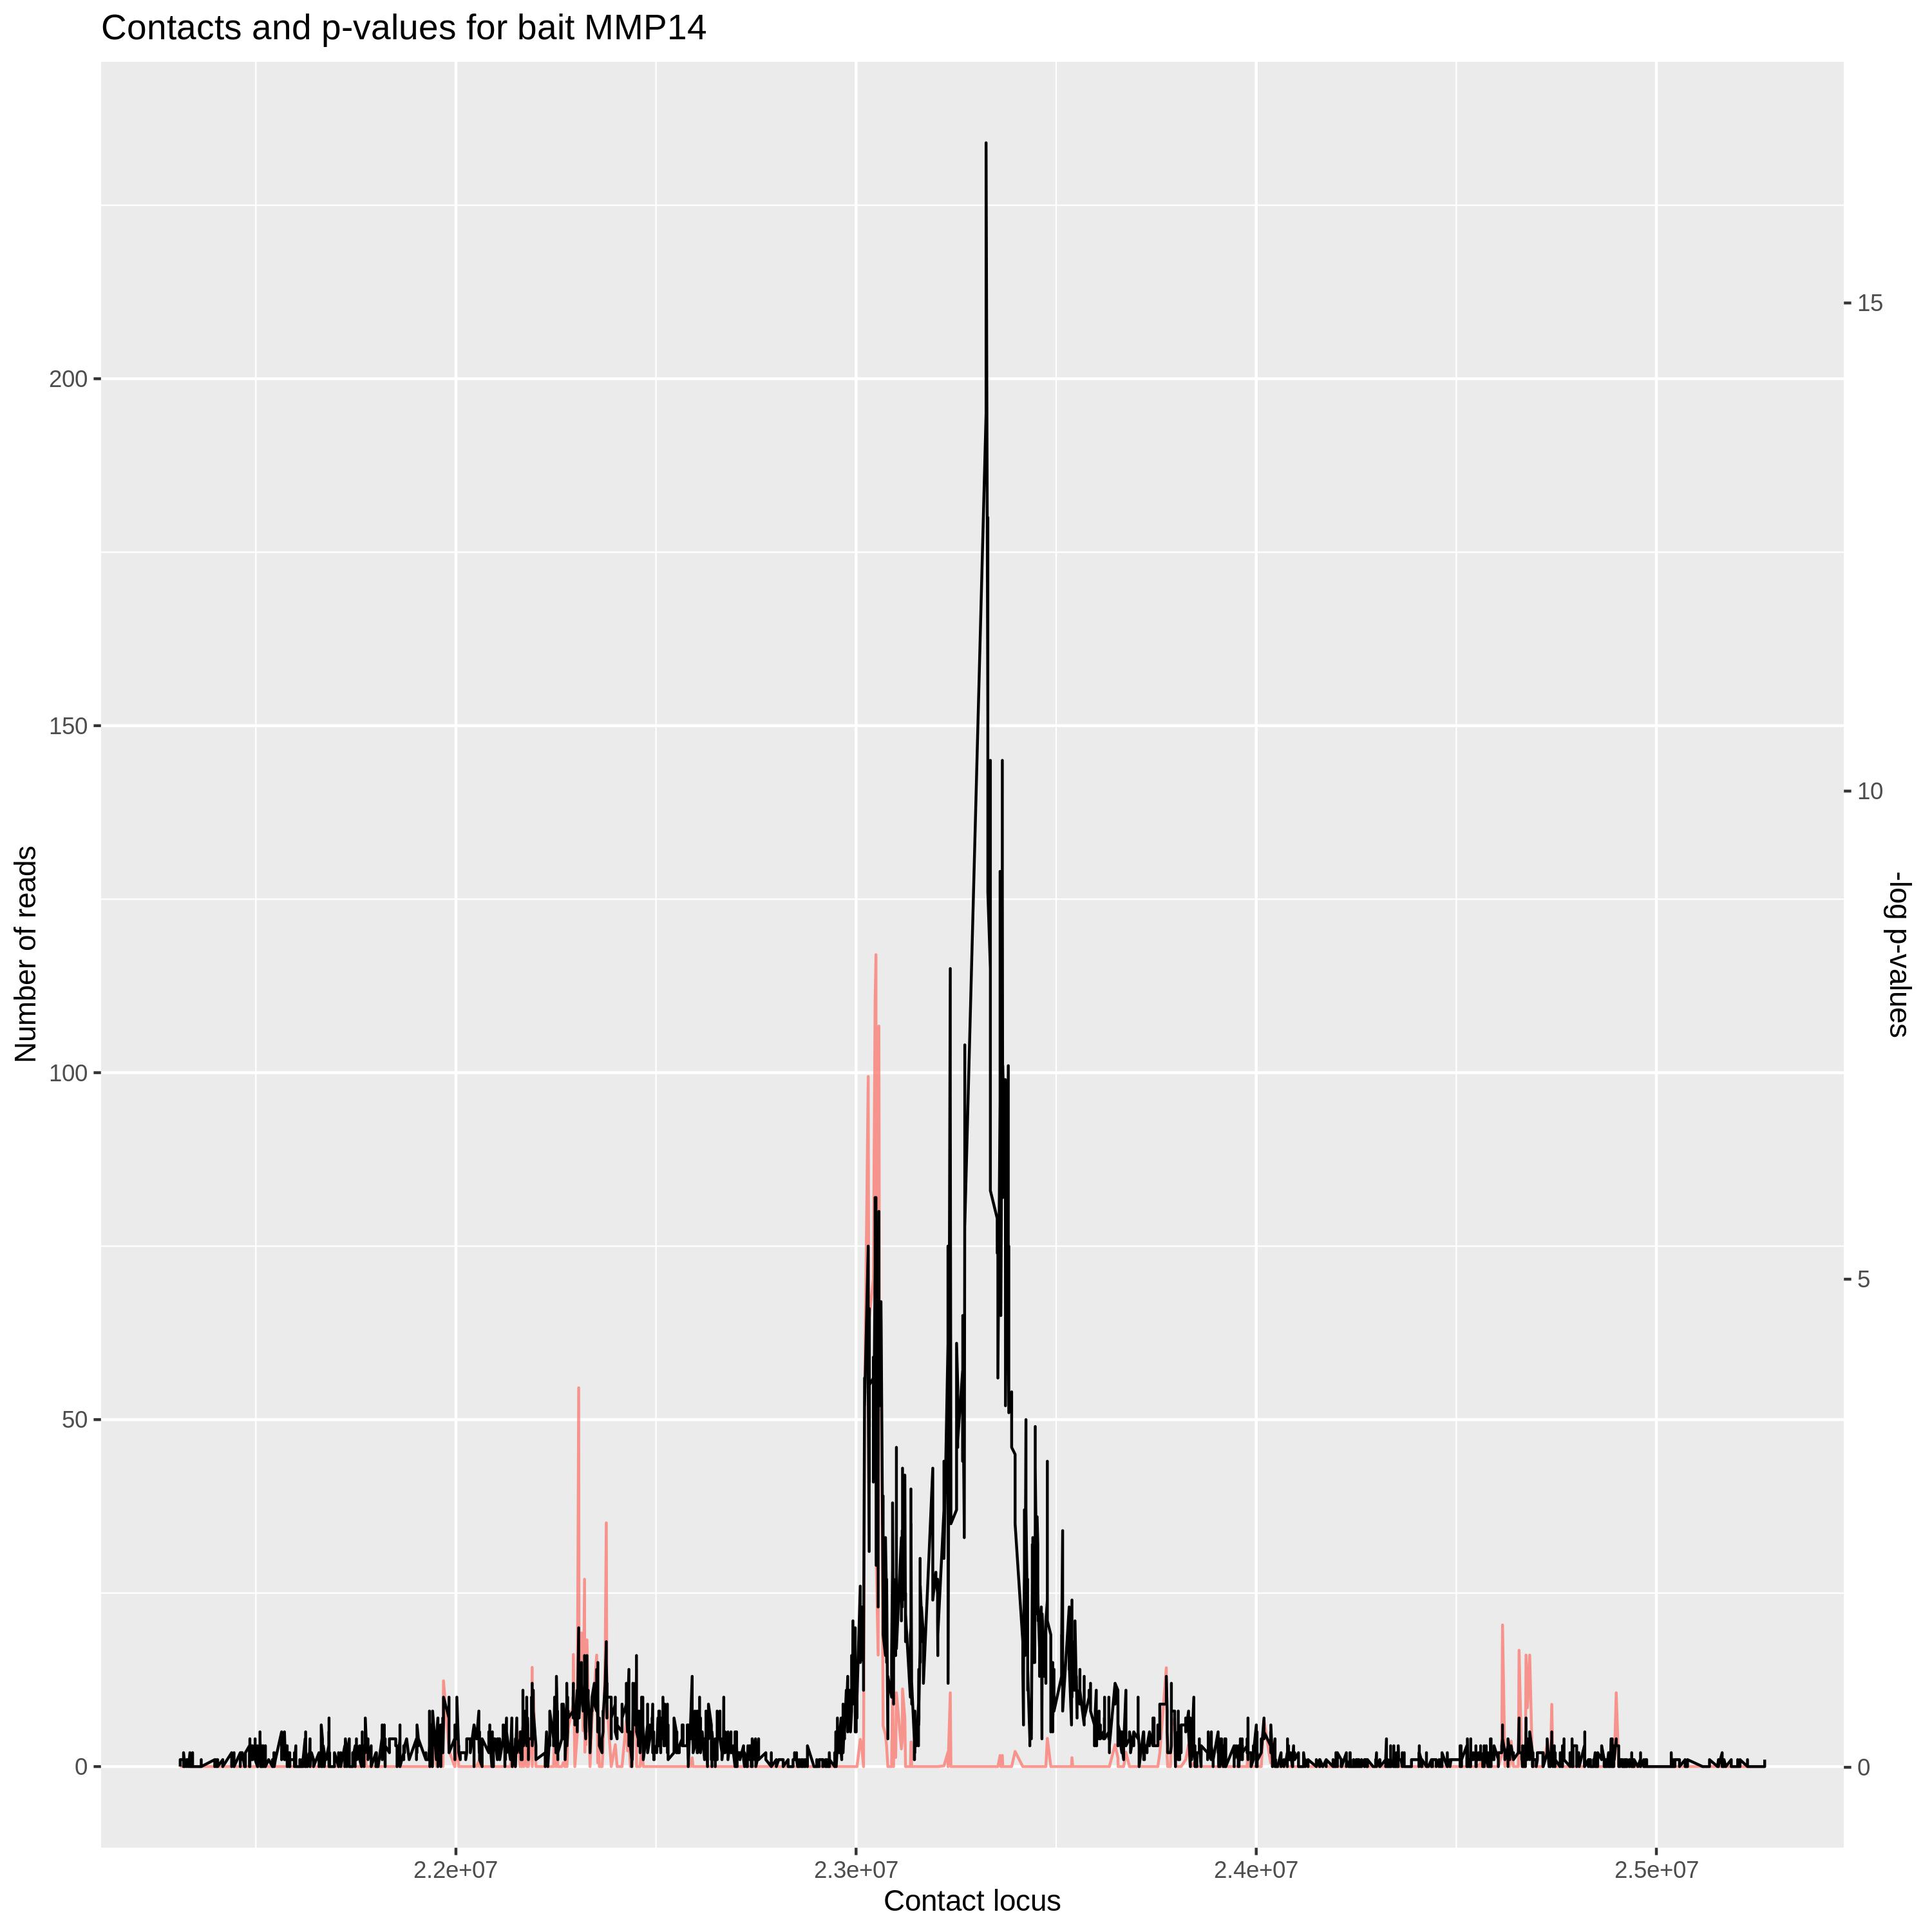 Contacts and p-values for bait MMP14
Number of reads
200
150
100
50
0
15
10
5
0
-log p-values
2.2e+07
2.3e+07
2.4e+07
2.5e+07
Contact locus